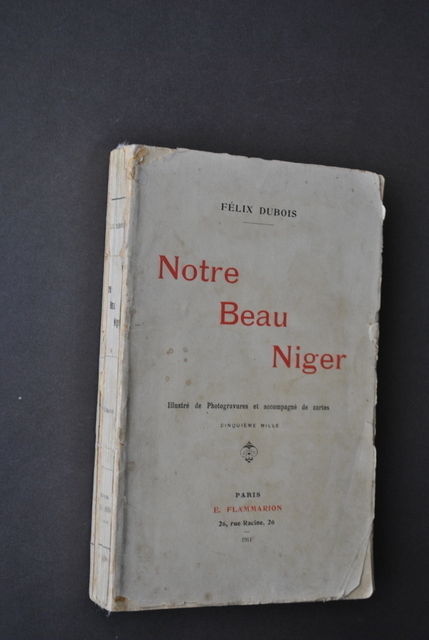 FÉLIX DUBOIS
Notre
Beau
Niger
Illustré de Photogravures et accompagné de cartes
CINQUIÈME MILLE
PARIS
E. FLAMMARION
26, rue Racine, 26
1911